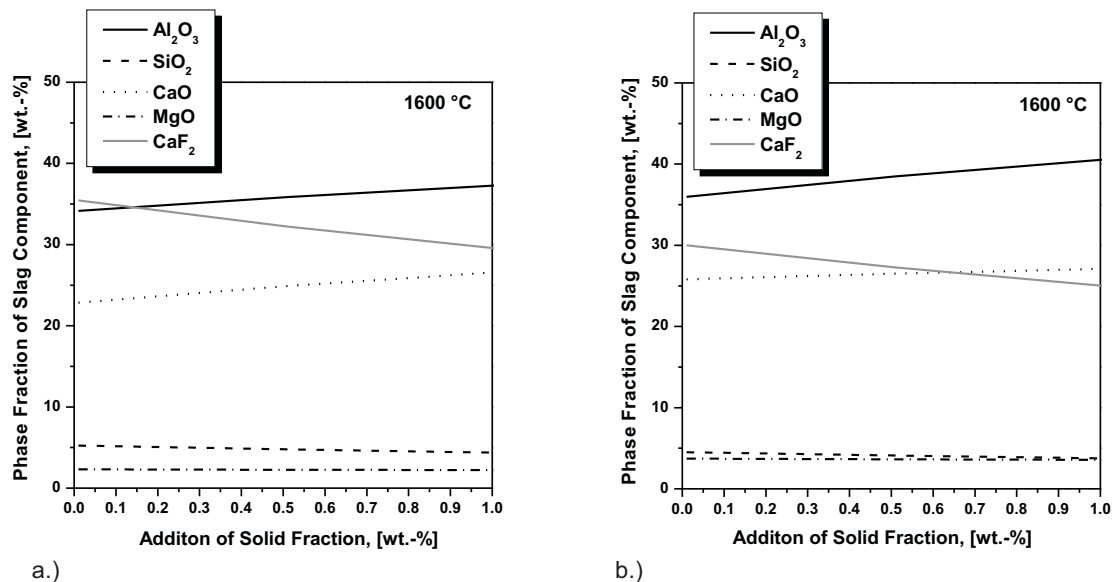 Al2O3
SiO2
CaO
MgO
CaF2
1600 °C
Phase Fraction of Slag Component, [wt.-%]
50
40
30
20
10
0
0.0 0.1 0.2 0.3 0.4 0.5 0.6 0.7 0.8 0.9 1.0
Additon of Solid Fraction, [wt.-%]
a.)
Al2O3
SiO2
CaO
MgO
CaF2
1600 °C
Phase Fraction of Slag Component, [wt.-%]
50
40
30
20
10
0
0.0 0.1 0.2 0.3 0.4 0.5 0.6 0.7 0.8 0.9 1.0
Additon of Solid Fraction, [wt.-%]
b.)